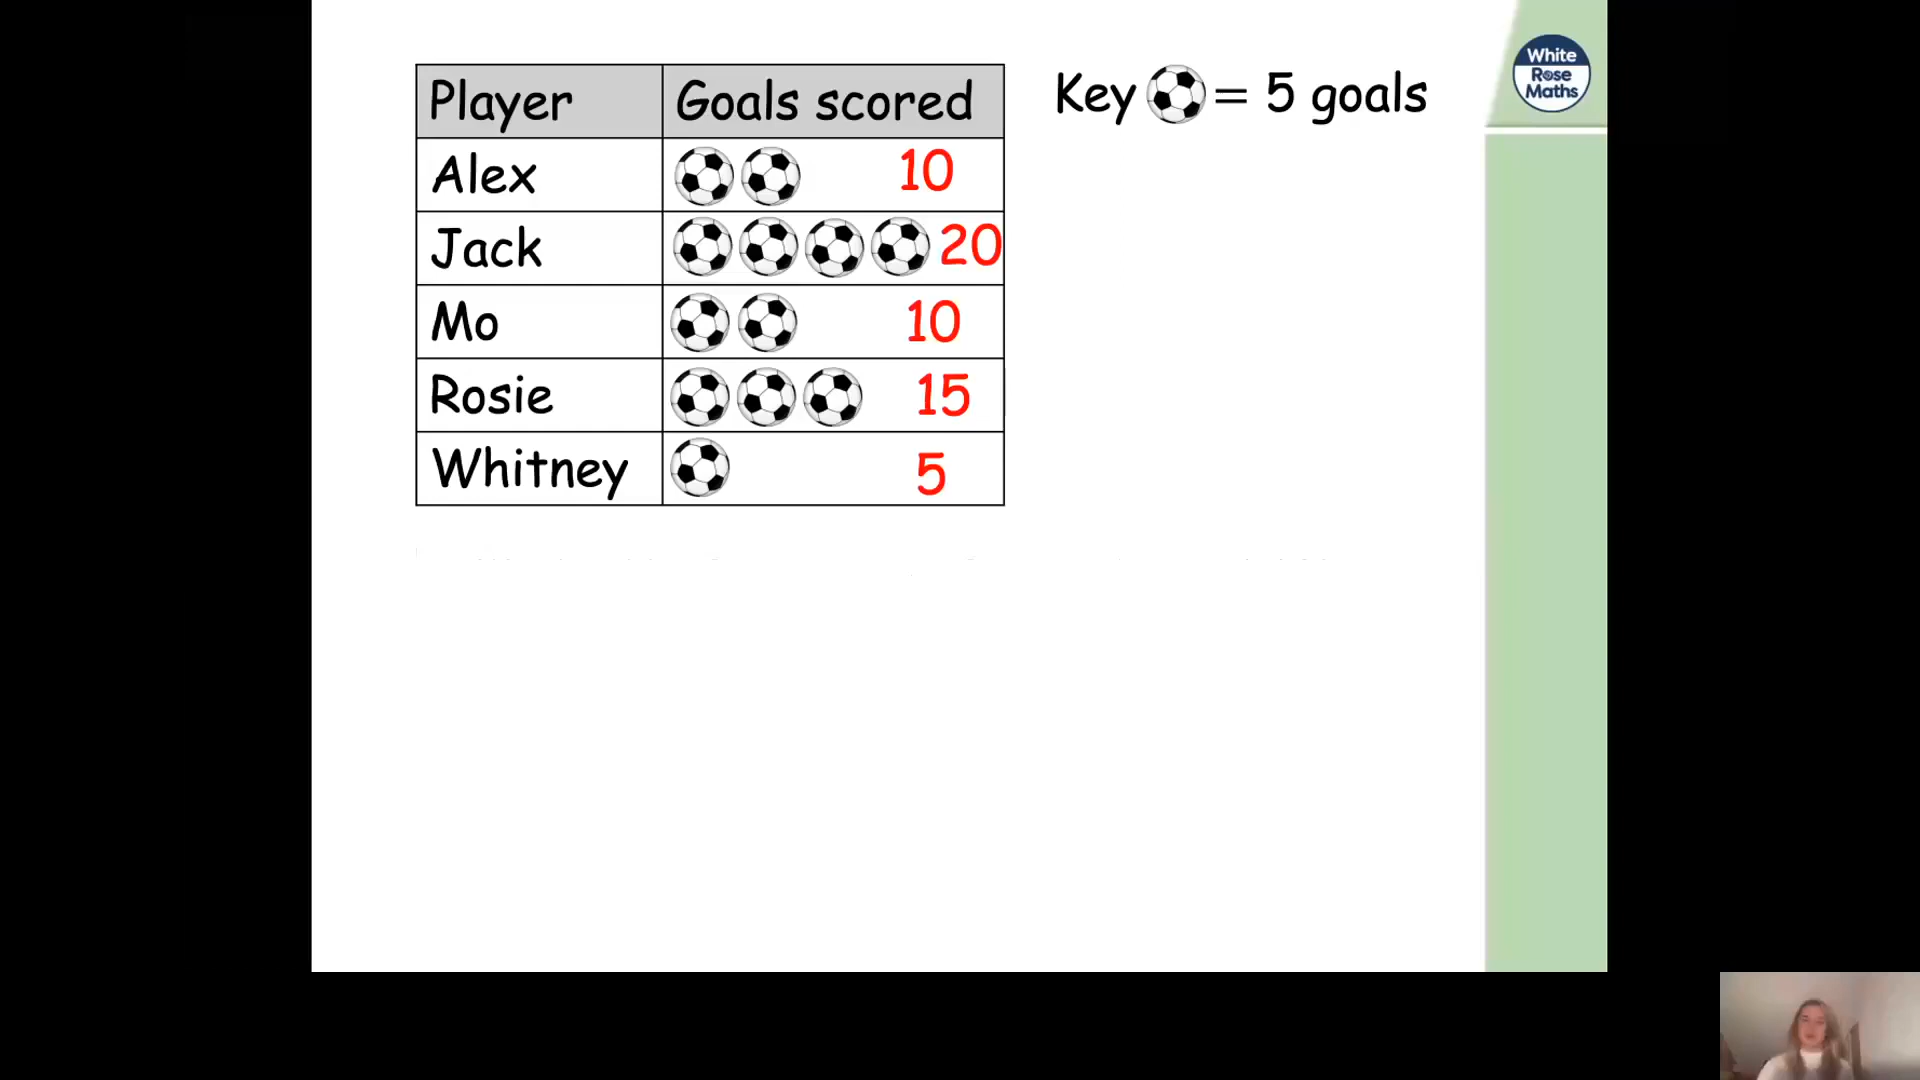 Player Goals scored
Key = 5 goals
Alex 10
Jack 20
Mo 10
Rosie 15
Whitney 5
White
Rose
Maths